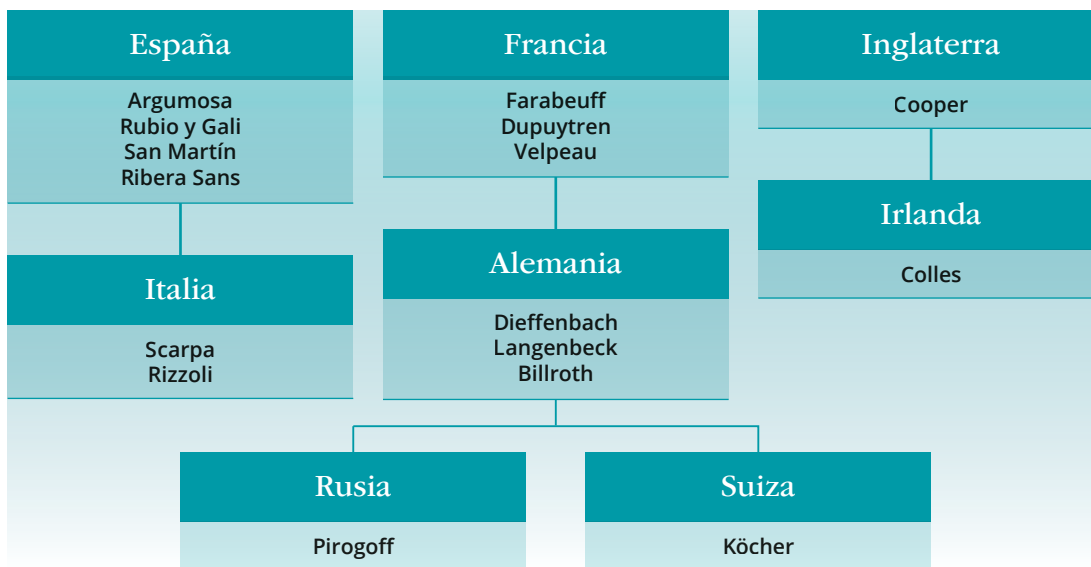 España
Argumosa
Rubio y Gali
San Martín
Ribera Sans
Italia
Scarpa
Rizzoli
Francia
Farabeuff
Dupuytren
Velpeau
Alemania
Dieffenbach
Langenbeck
Billroth
Rusia
Pirogoff
Suiza
Köcher
Inglaterra
Cooper
Irlanda
Colles